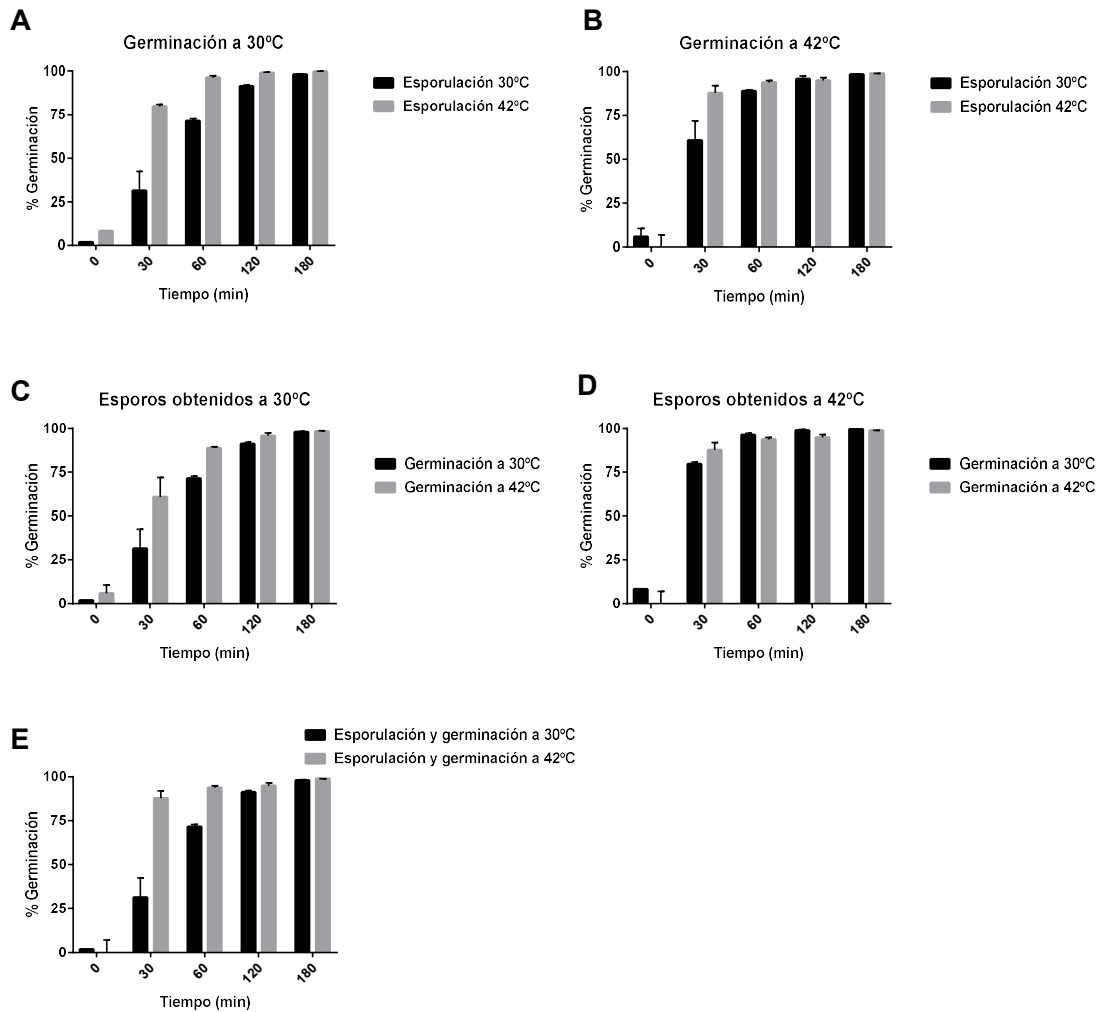 A
Germinación a 30ºC
100
75
50
25
0
% Germinación
0 30 60 120 180
Tiempo (min)
Esporulación 30ºC
Esporulación 42ºC
B
Germinación a 42ºC
100
75
50
25
0
% Germinación
0 30 60 120 180
Tiempo (min)
Esporulación 30ºC
Esporulación 42ºC
C
Esporos obtenidos a 30ºC
100
75
50
25
0
% Germinación
0 30 60 120 180
Tiempo (min)
Germinación a 30ºC
Germinación a 42ºC
D
Esporos obtenidos a 42ºC
100
75
50
25
0
% Germinación
0 30 60 120 180
Tiempo (min)
Germinación a 30ºC
Germinación a 42ºC
E
Esporulación y germinación a 30ºC
Esporulación y germinación a 42ºC
100
75
50
25
0
% Germinación
0 30 60 120 180
Tiempo (min)